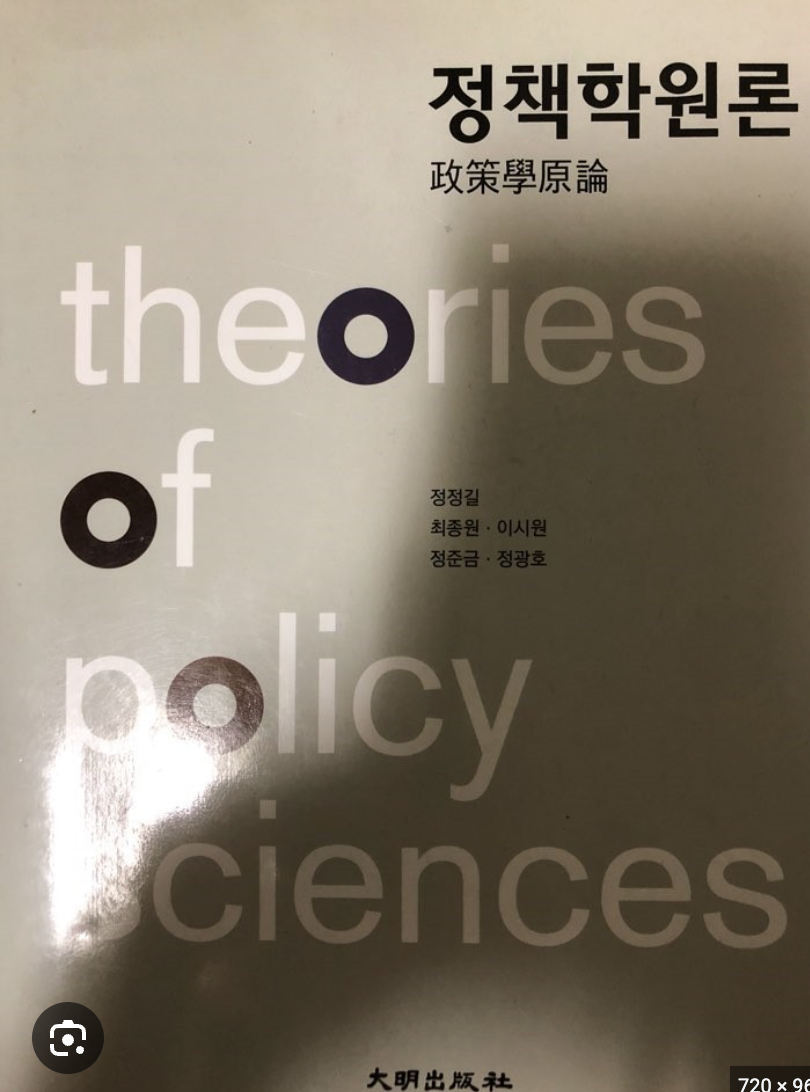 정책학원론
政策學原論
theories
of
정정길
최종원 · 이시원
정준금 · 정광호
policy
sciences
大明出版社
720 × 96